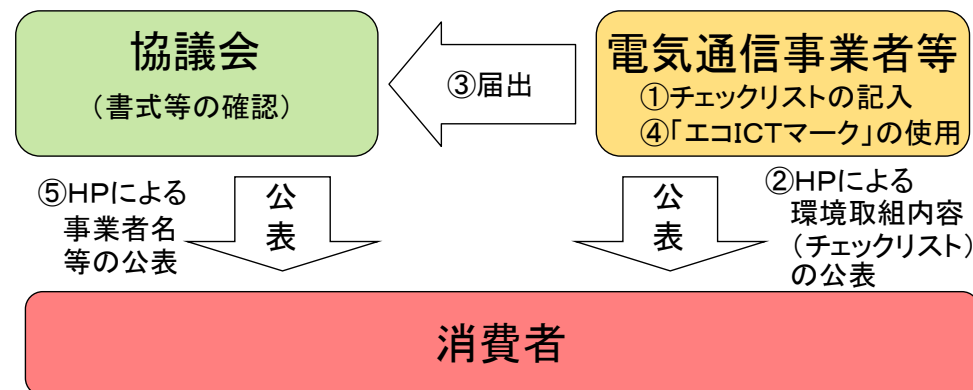 協議会
（書式等の確認）
③届出
電気通信事業者等
①チェックリストの記入
④「エコICTマーク」の使用
⑤HPによる
事業者名
等の公表
公
表
公
表
②HPによる
環境取組内容
（チェックリスト）
の公表
消費者